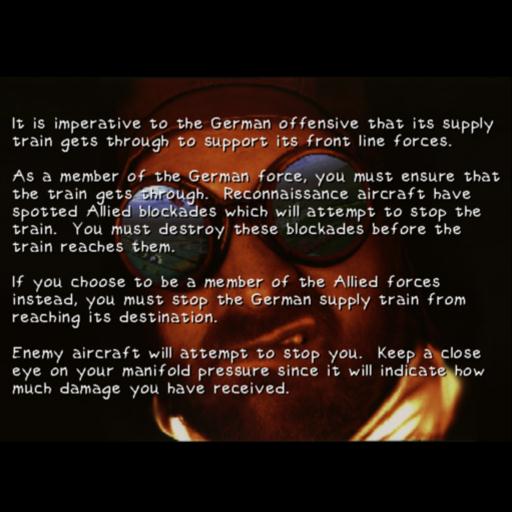 It is imperative to the German offensive that its supply
train gets through to support its front line forces.
As a member of the German force, you must ensure that
the train gets through. Reconnaissance aircraft have
spotted Allied blockades which will attempt to stop the
train. You must destroy these blockades before the
train reaches them.
If you choose to be a member of the Allied forces
instead, you must stop the German supply train from
reaching its destination.
Enemy aircraft will attempt to stop you. Keep a close
eye on your manifold pressure since it will indicate how
much damage you have received.